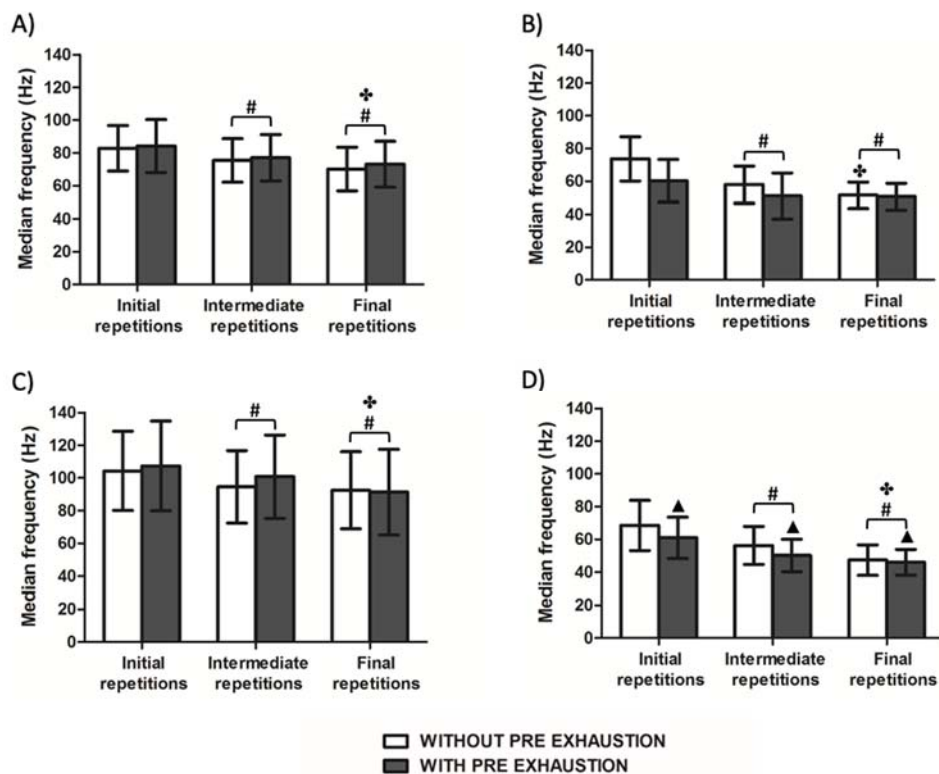 A)
Median frequency (Hz)
140
120
100
80
60
40
20
0
#
✤
#
Initial repetitions
Intermediate repetitions
Final repetitions
B)
Median frequency (Hz)
140
120
100
80
60
40
20
0
#
#
✤
Initial repetitions
Intermediate repetitions
Final repetitions
C)
Median frequency (Hz)
140
120
100
80
60
40
20
0
#
✤
#
Initial repetitions
Intermediate repetitions
Final repetitions
D)
Median frequency (Hz)
140
120
100
80
60
40
20
0
▲
#
▲
✤
#
▲
Initial repetitions
Intermediate repetitions
Final repetitions
WITHOUT PRE EXHAUSTION
WITH PRE EXHAUSTION